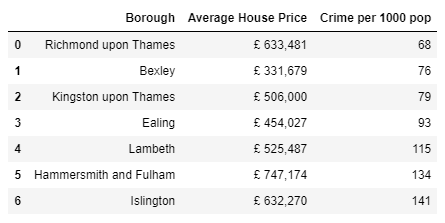 Borough Average House Price Crime per 1000 pop
0 Richmond upon Thames £ 633,481 68
1 Bexley £ 331,679 76
2 Kingston upon Thames £ 506,000 79
3 Ealing £ 454,027 93
4 Lambeth £ 525,487 115
5 Hammersmith and Fulham £ 747,174 134
6 Islington £ 632,270 141